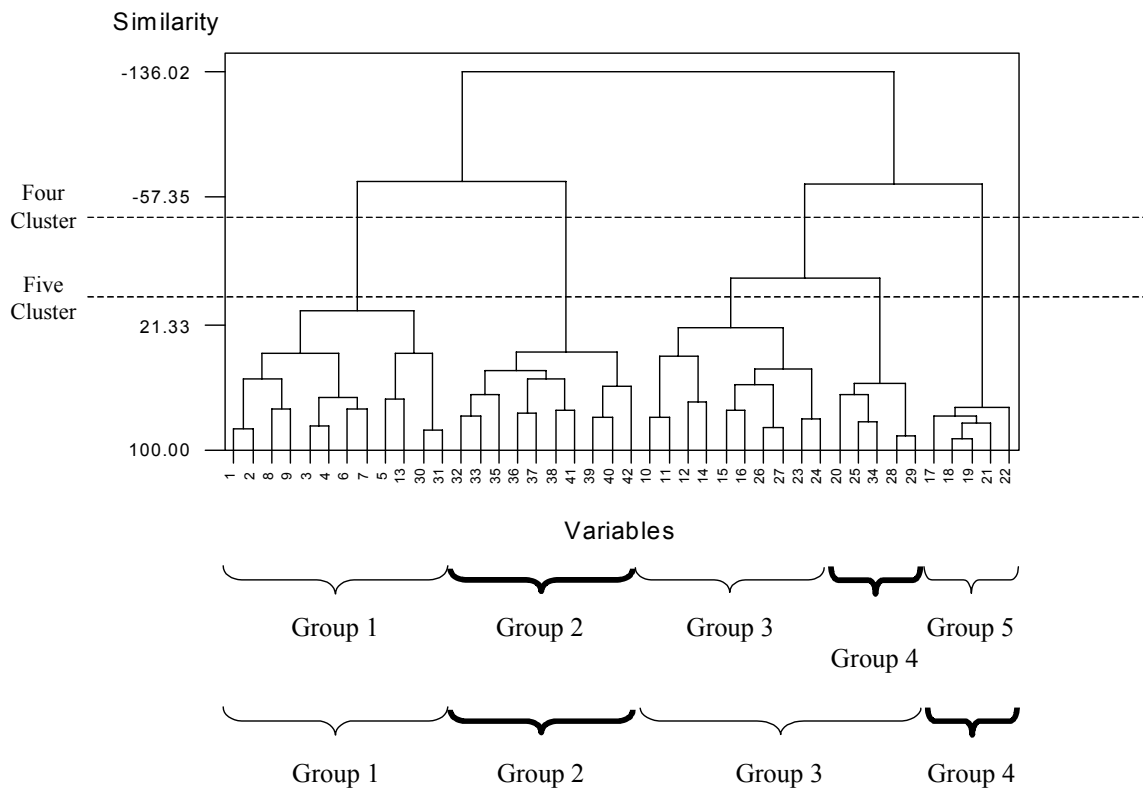 Similarity
-136.02
Four
Cluster
-57.35
Five
Cluster
21.33
100.00
1 2 8 9 3 4 6 7 5 13 30 31 32 33 35 36 37 38 41 39 40 42 10 11 12 14 15 16 26 27 23 24 20 25 34 28 29 17 18 19 21 22
Variables
Group 1 Group 2 Group 3 Group 5
Group 4
Group 1 Group 2 Group 3 Group 4